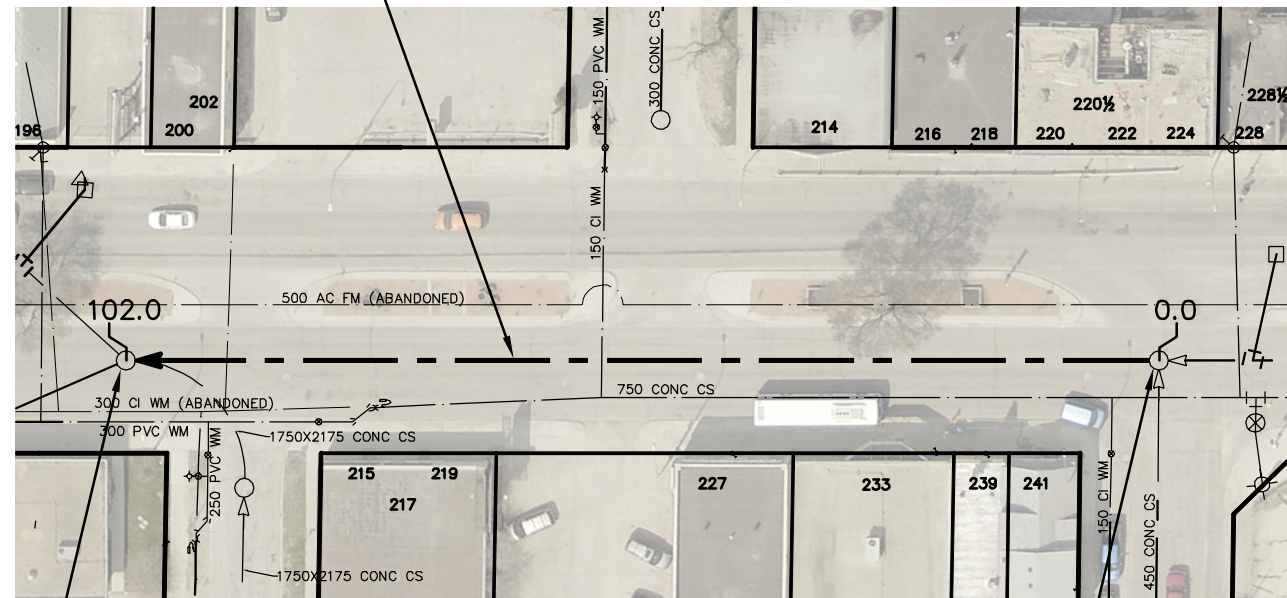 150 PVC WM
300 CONC CS
202
196
200
214
216
218
220½
220
222
224
228½
228
150 CI WM
500 AC FM (ABANDONED)
102.0
0.0
750 CONC CS
300 CI WM (ABANDONED)
300 PVC WM
1750X2175 CONC CS
250 PVC WM
215
219
217
227
233
239
241
150 CI WM
450 CONC CS
1750X2175 CONC CS